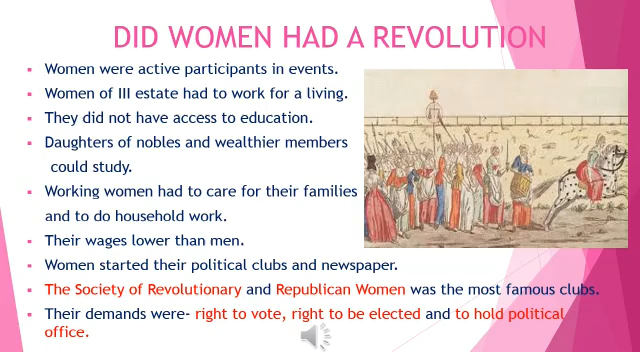 DID WOMEN HAD A REVOLUTION
▪ Women were active participants in events.
▪ Women of III estate had to work for a living.
▪ They did not have access to education.
▪ Daughters of nobles and wealthier members
could study.
▪ Working women had to care for their families
and to do household work.
▪ Their wages lower than men.
▪ Women started their political clubs and newspaper.
▪ The Society of Revolutionary and Republican Women was the most famous clubs.
▪ Their demands were- right to vote, right to be elected and to hold political
office.